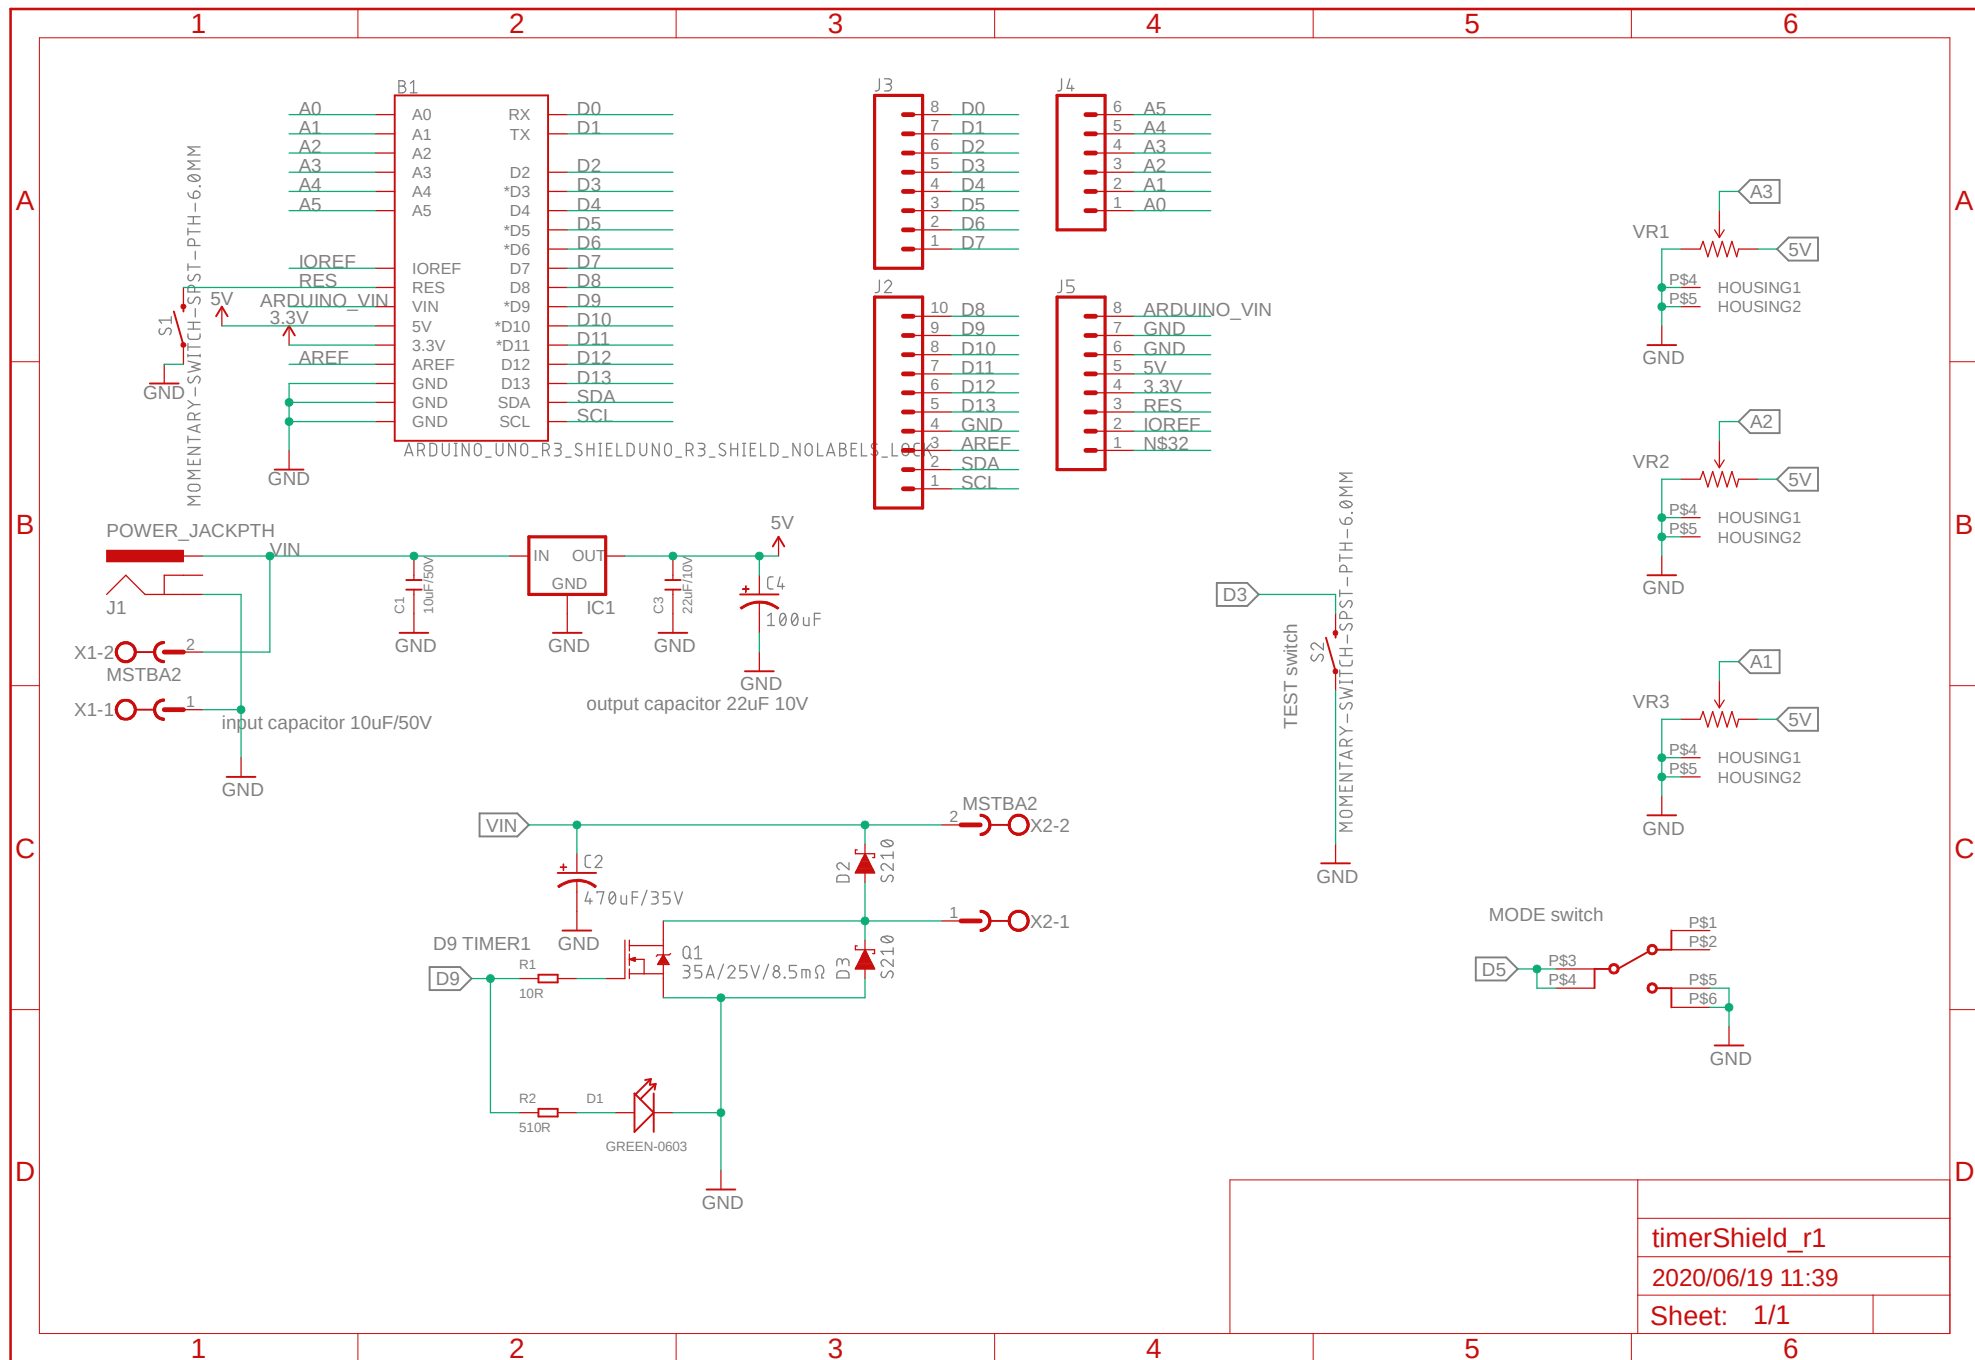 1 2 3 4 5 6
A
B
C
D
A
B
C
D
1 2 3 4 5 6
B1
A0
A1
A2
A3
A4
A5
IOREF
RES
ARDUINO_VIN
5V
3.3V
AREF
A0
A1
A2
A3
A4
A5
IOREF
RES
VIN
5V
3.3V
AREF
GND
GND
GND
RX
TX
D2
*D3
D4
*D5
*D6
D7
D8
*D9
*D10
*D11
D12
D13
SDA
SCL
D0
D1
D2
D3
D4
D5
D6
D7
D8
D9
D10
D11
D12
D13
SDA
SCL
ARDUINO_UNO_R3_SHIELDUNO_R3_SHIELD_NOLABELS_LOCK
GND
S1
MOMENTARY-SWITCH-SPST-PTH-6.0MM
GND
J3
8 D0
7 D1
6 D2
5 D3
4 D4
3 D5
2 D6
1 D7
J4
6 A5
5 A4
4 A3
3 A2
2 A1
1 A0
J2
10 D8
9 D9
8 D10
7 D11
6 D12
5 D13
4 GND
3 AREF
2 SDA
1 SCL
J5
8 ARDUINO_VIN
7 GND
6 GND
5 5V
4 3.3V
3 RES
2 IOREF
1 N$32
POWER_JACKPTH
VIN
J1
X1-2 2
MSTBA2
X1-1 1
GND
input capacitor 10uF/50V
C1
10uF/50V
GND
IN OUT
GND
IC1
GND
C3
22uF/10V
GND
5V
C4
+
100uF
GND
output capacitor 22uF 10V
VIN
C2
+
470uF/35V
GND
MSTBA2
2 X2-2
1 X2-1
D2
S210
D3
S210
D9 TIMER1
D9
R1
10R
Q1
35A/25V/8.5mΩ
R2
510R
D1
GREEN-0603
GND
D3
TEST switch
S2
MOMENTARY-SWITCH-SPST-PTH-6.0MM
GND
A3
VR1
5V
P$4 HOUSING1
P$5 HOUSING2
GND
A2
VR2
5V
P$4 HOUSING1
P$5 HOUSING2
GND
A1
VR3
5V
P$4 HOUSING1
P$5 HOUSING2
GND
MODE switch
D5
P$3
P$4
P$1
P$2
P$5
P$6
GND
timerShield_r1
2020/06/19 11:39
Sheet: 1/1